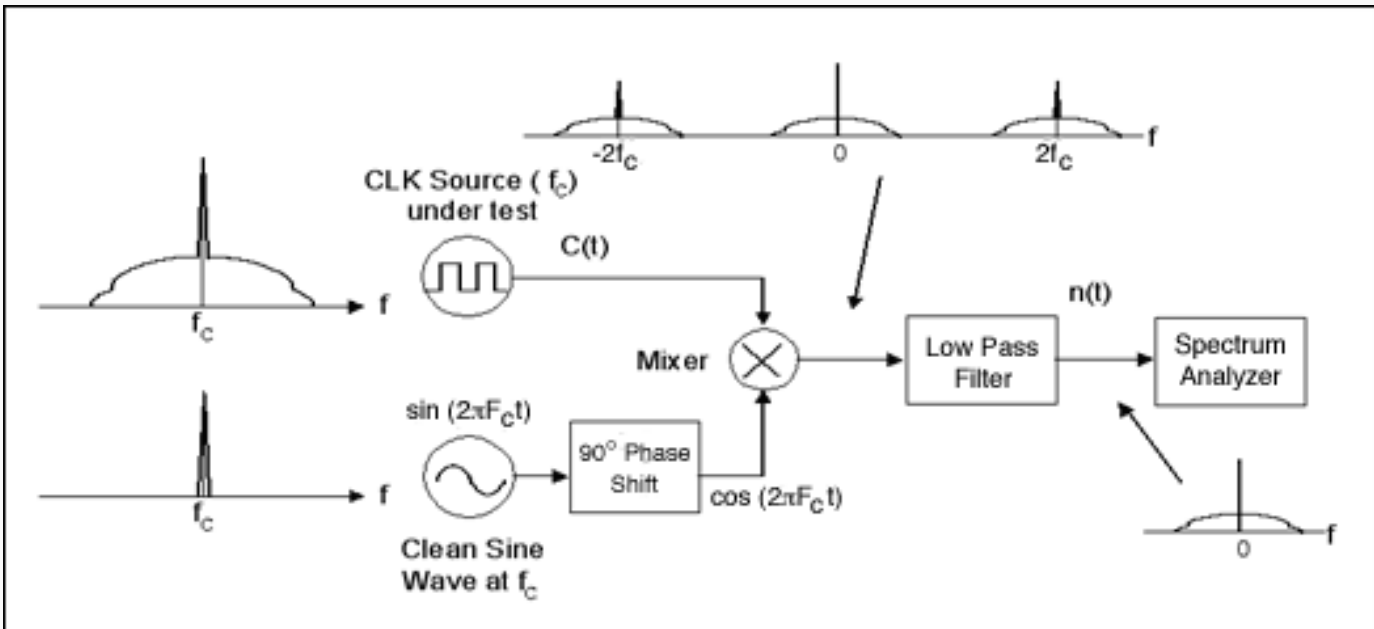 -2fC
0
2fC
f
CLK Source ( fC)
under test
C(t)
f
fC
Mixer
Low Pass
Filter
n(t)
Spectrum
Analyzer
sin (2πFCt)
90° Phase
Shift
cos (2πFCt)
f
fC
Clean Sine
Wave at fC
0
f